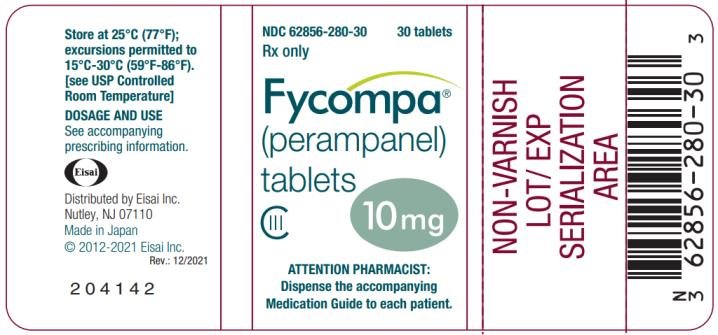 Store at 25°C (77°F);
excursions permitted to
15°C-30°C (59°F-86°F).
[see USP Controlled
Room Temperature]
DOSAGE AND USE
See accompanying
prescribing information.
Eisai
Distributed by Eisai Inc.
Nutley, NJ 07110
Made in Japan
© 2012-2021 Eisai Inc.
Rev.: 12/2021
204142
NDC 62856-280-30 30 tablets
Rx only
Fycompa®
(perampanel)
tablets
CIII
10 mg
ATTENTION PHARMACIST:
Dispense the accompanying
Medication Guide to each patient.
NON-VARNISH
LOT/ EXP
SERIALIZATION
AREA
N
3 62856-280-30 3